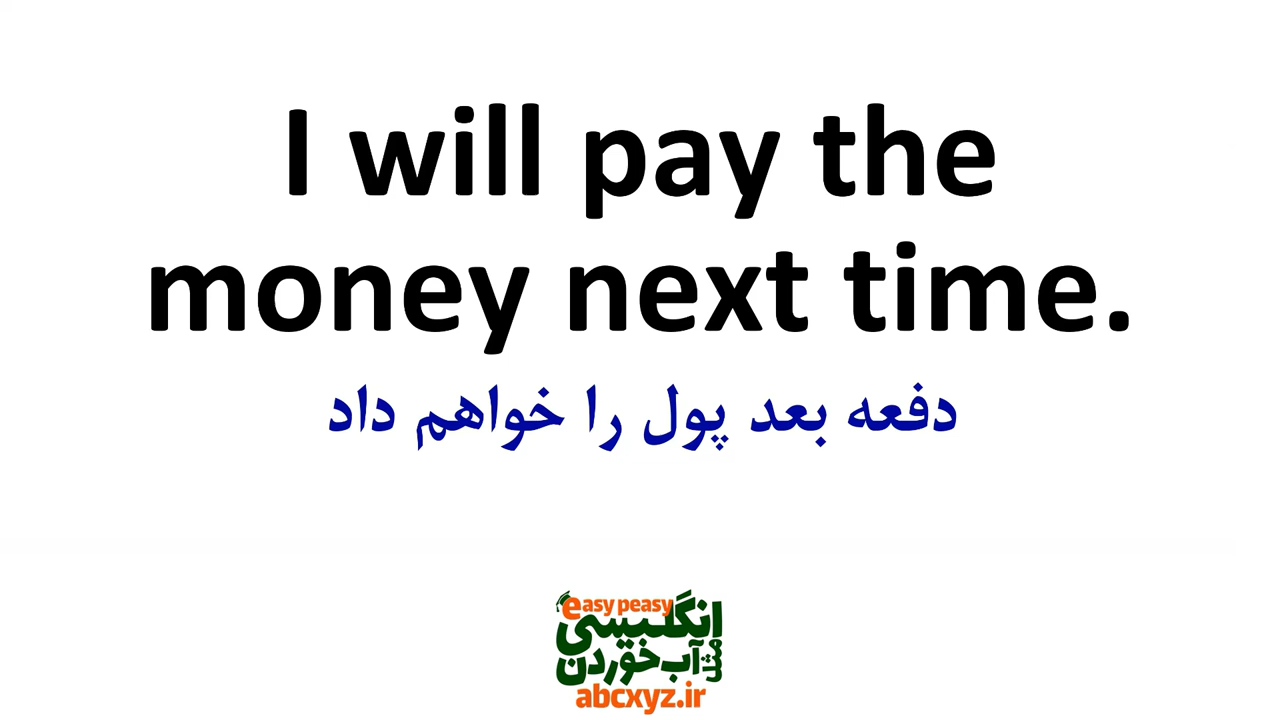 I will pay the
money next time.
دفعه بعد پول را خواهم داد
easy peasy
انگلیسی
مثل آب خوردن
abcxyz.ir